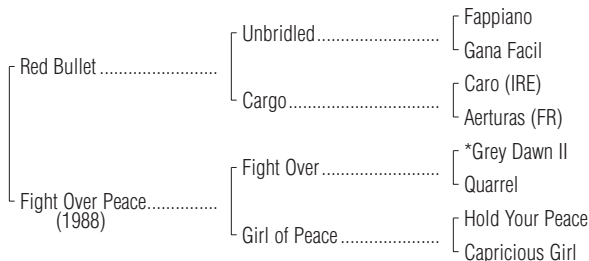 Fappiano
Unbridled
Gana Facil
Red Bullet
Caro (IRE)
Cargo
Aerturas (FR)
*Grey Dawn II
Fight Over
Quarrel
Fight Over Peace
(1988)
Hold Your Peace
Girl of Peace
Capricious Girl